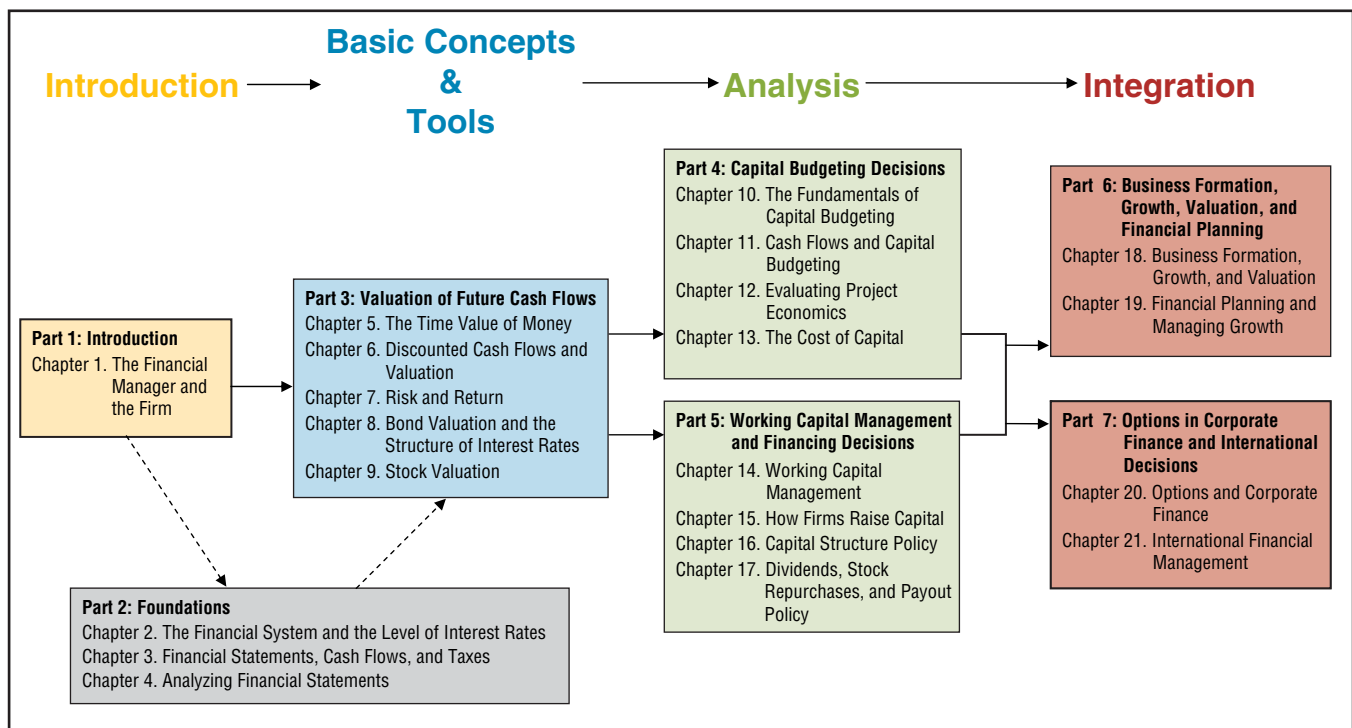 Introduction
Basic Concepts
&
Tools
Analysis
Integration
Part 1: Introduction
Chapter 1. The Financial
Manager and
the Firm
Part 2: Foundations
Chapter 2. The Financial System and the Level of Interest Rates
Chapter 3. Financial Statements, Cash Flows, and Taxes
Chapter 4. Analyzing Financial Statements
Part 3: Valuation of Future Cash Flows
Chapter 5. The Time Value of Money
Chapter 6. Discounted Cash Flows and
Valuation
Chapter 7. Risk and Return
Chapter 8. Bond Valuation and the
Structure of Interest Rates
Chapter 9. Stock Valuation
Part 4: Capital Budgeting Decisions
Chapter 10. The Fundamentals of
Capital Budgeting
Chapter 11. Cash Flows and Capital
Budgeting
Chapter 12. Evaluating Project
Economics
Chapter 13. The Cost of Capital
Part 5: Working Capital Management
and Financing Decisions
Chapter 14. Working Capital
Management
Chapter 15. How Firms Raise Capital
Chapter 16. Capital Structure Policy
Chapter 17. Dividends, Stock
Repurchases, and Payout
Policy
Part 6: Business Formation,
Growth, Valuation, and
Financial Planning
Chapter 18. Business Formation,
Growth, and Valuation
Chapter 19. Financial Planning and
Managing Growth
Part 7: Options in Corporate
Finance and International
Decisions
Chapter 20. Options and Corporate
Finance
Chapter 21. International Financial
Management